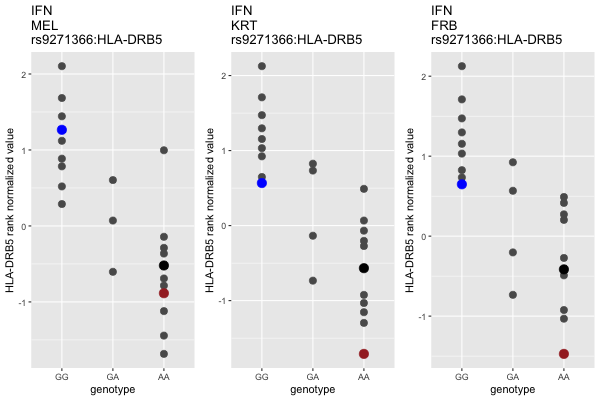 IFN
MEL
rs9271366:HLA-DRB5
HLA-DRB5 rank normalized value
2
1
0
-1
GG
GA
AA
genotype
IFN
KRT
rs9271366:HLA-DRB5
HLA-DRB5 rank normalized value
2
1
0
-1
GG
GA
AA
genotype
IFN
FRB
rs9271366:HLA-DRB5
HLA-DRB5 rank normalized value
2
1
0
-1
GG
GA
AA
genotype